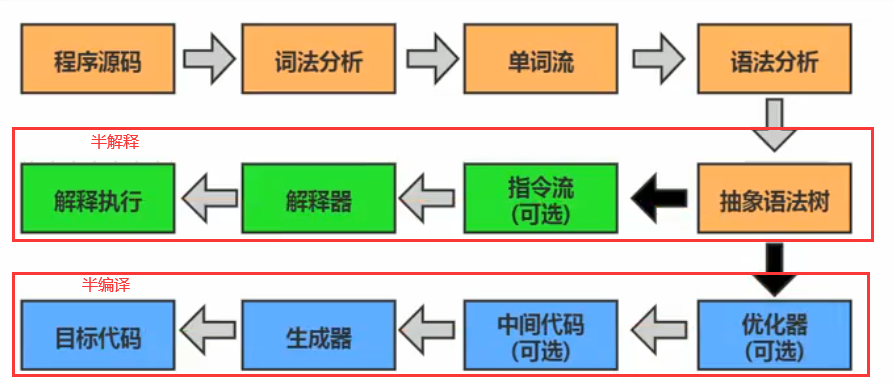 程序源码
词法分析
单词流
语法分析
半解释
解释执行
解释器
指令流
(可选)
抽象语法树
半编译
目标代码
生成器
中间代码
(可选)
优化器
(可选)